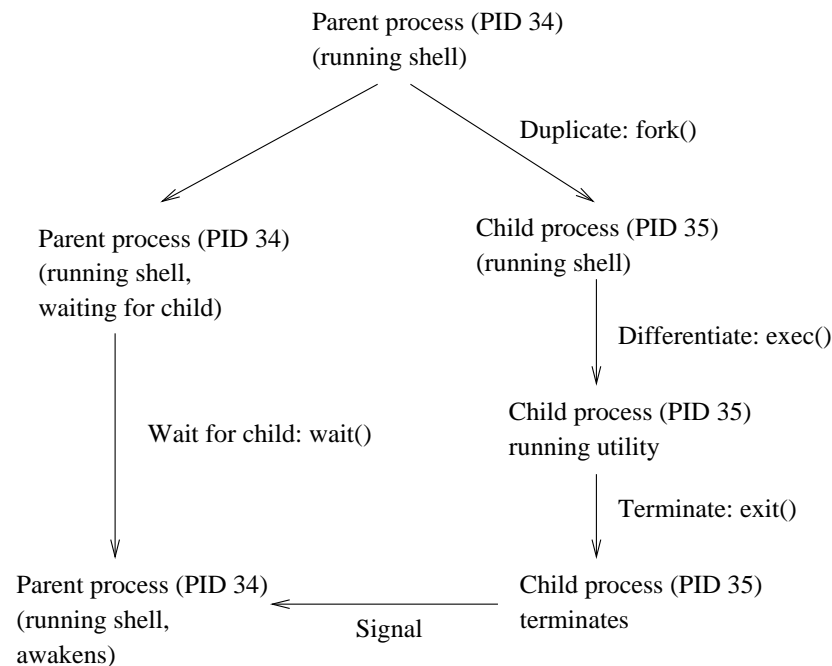 Parent process (PID 34)
(running shell)
Duplicate: fork()
Parent process (PID 34)
(running shell,
waiting for child)
Child process (PID 35)
(running shell)
Differentiate: exec()
Wait for child: wait()
Child process (PID 35)
running utility
Terminate: exit()
Parent process (PID 34)
(running shell,
awakens)
Signal
Child process (PID 35)
terminates